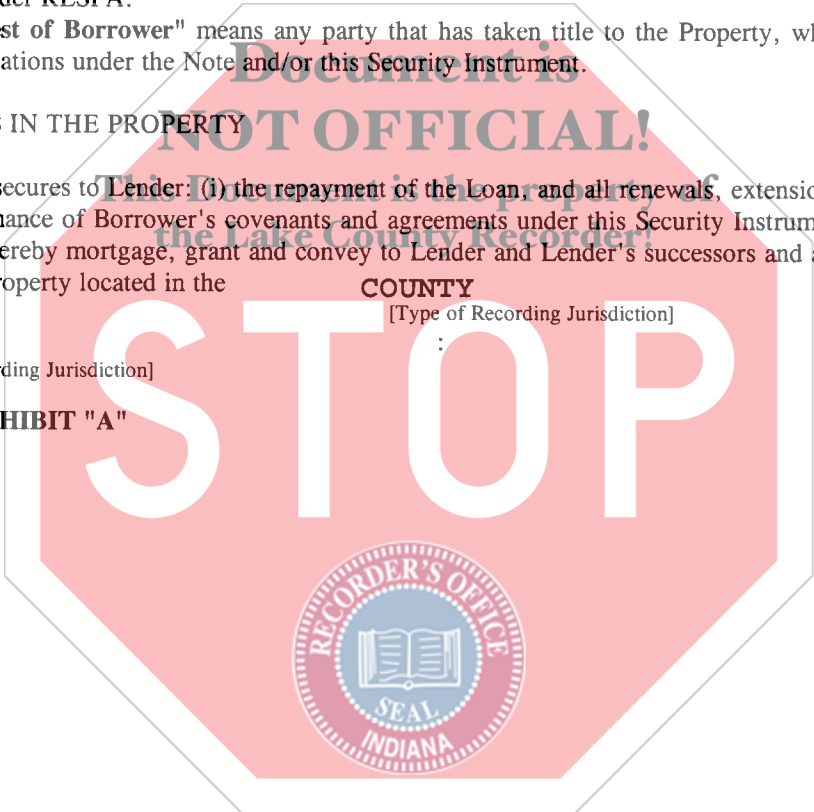 der RESPA.
st of Borrower" means any party that has taken title to the Property, wh
ations under the Note and/or this Security Instrument.
Document is
NOT OFFICIAL!
This Document is the property of
the Lake County Recorder!
IN THE PROPERTY
secures to Lender: (i) the repayment of the Loan, and all renewals, extensio
nance of Borrower's covenants and agreements under this Security Instrum
ereby mortgage, grant and convey to Lender and Lender's successors and a
operty located in the COUNTY
[Type of Recording Jurisdiction]
:
ding Jurisdiction]
HIBIT "A"
STOP
RECORDER'S OFFICE
SEAL
INDIANA